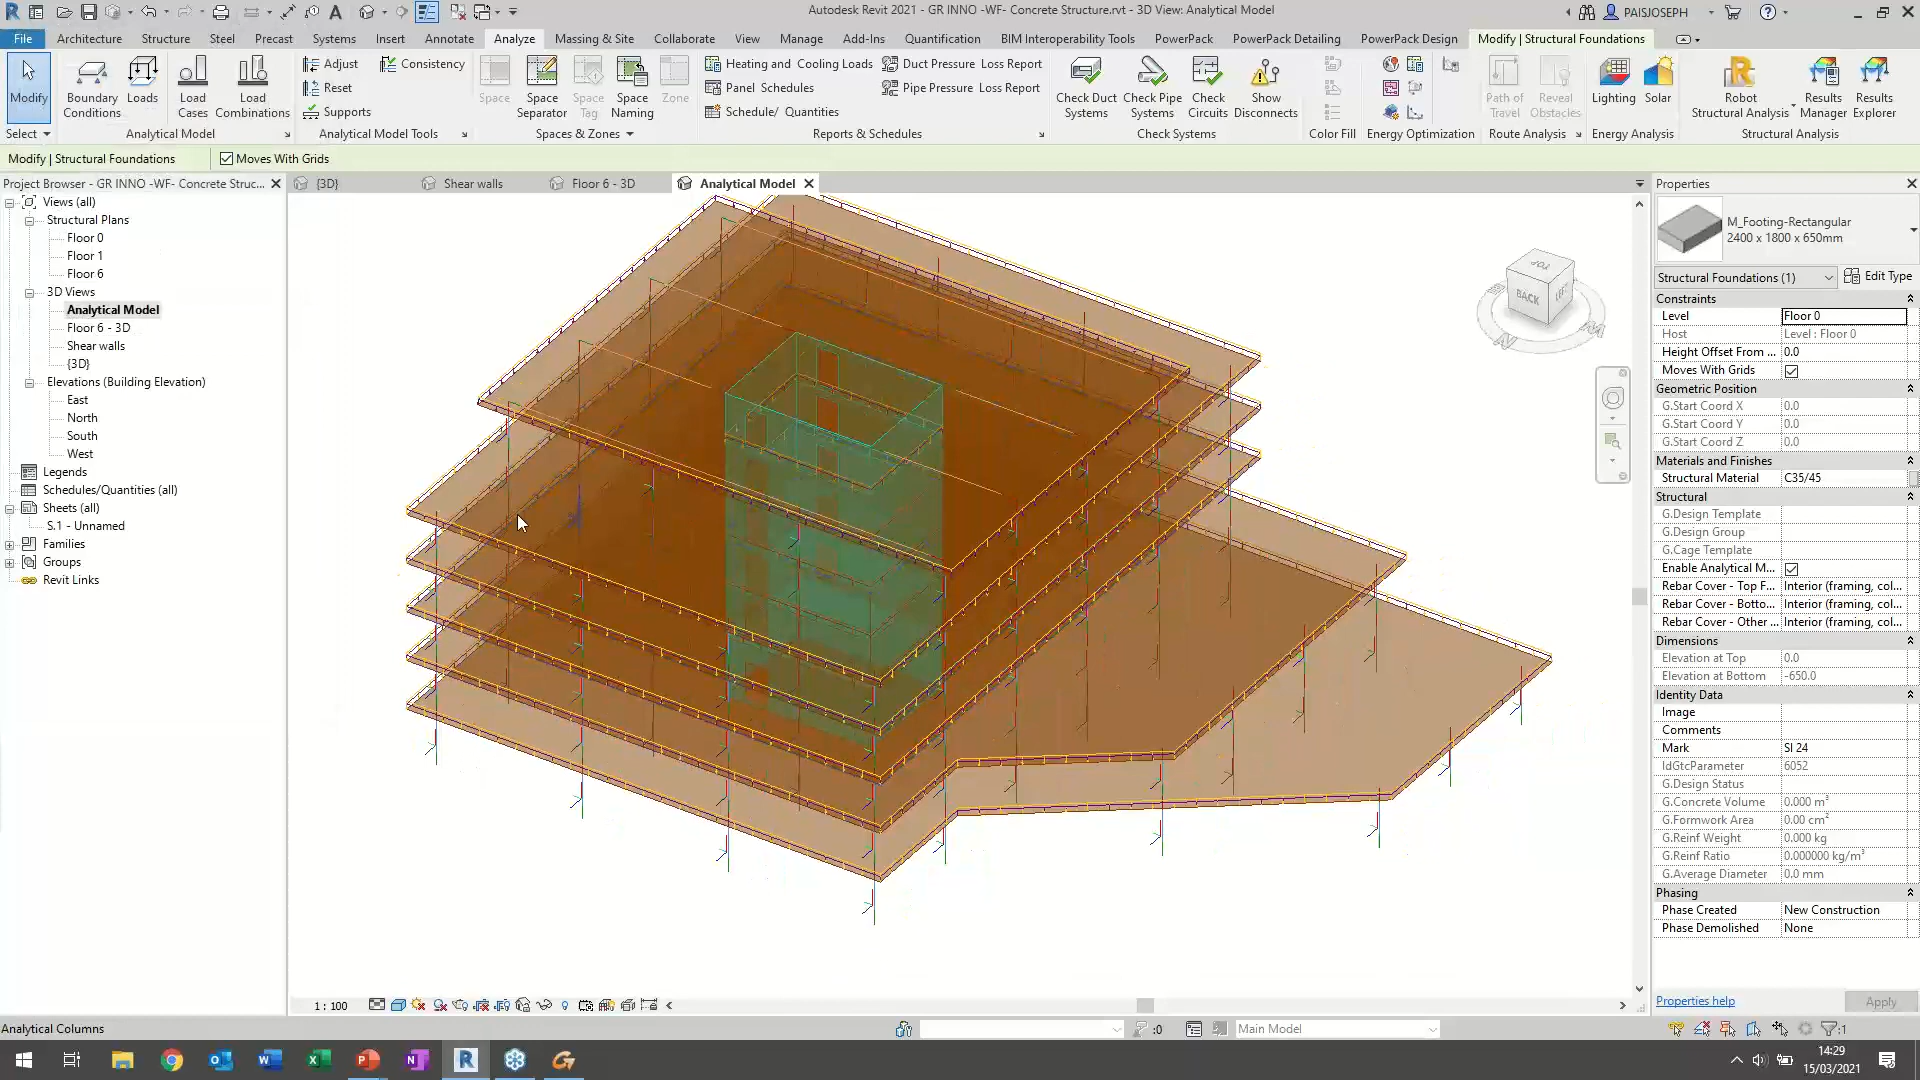 Autodesk Revit 2021 - GR INNO -WF- Concrete Structure.rvt - 3D View: Analytical Model
PAISJOSEPH
File Architecture Structure Steel Precast Systems Insert Annotate Analyze Massing & Site Collaborate View Manage Add-Ins Quantification BIM Interoperability Tools PowerPack PowerPack Detailing PowerPack Design Modify | Structural Foundations
Modify
Select
Boundary Conditions
Loads
Load Cases
Load Combinations
Analytical Model
Adjust
Reset
Supports
Consistency
Analytical Model Tools
Space
Space Separator
Space Tag
Space Naming
Zone
Spaces & Zones
Heating and Cooling Loads
Panel Schedules
Schedule/ Quantities
Duct Pressure Loss Report
Pipe Pressure Loss Report
Reports & Schedules
Check Duct Systems
Check Pipe Systems
Check Circuits
Show Disconnects
Check Systems
Color Fill
Energy Optimization
Path of Travel
Reveal Obstacles
Route Analysis
Lighting
Solar
Energy Analysis
Robot Structural Analysis
Results Manager
Results Explorer
Structural Analysis
Modify | Structural Foundations
Moves With Grids
Project Browser - GR INNO -WF- Concrete Struc...
Views (all)
Structural Plans
Floor 0
Floor 1
Floor 6
3D Views
Analytical Model
Floor 6 - 3D
Shear walls
{3D}
Elevations (Building Elevation)
East
North
South
West
Legends
Schedules/Quantities (all)
Sheets (all)
S.1 - Unnamed
Families
Groups
Revit Links
{3D}
Shear walls
Floor 6 - 3D
Analytical Model
TOP
BACK
LEFT
N
Properties
M_Footing-Rectangular
2400 x 1800 x 650mm
Structural Foundations (1)
Edit Type
Constraints
Level Floor 0
Host Level : Floor 0
Height Offset From ... 0.0
Moves With Grids
Geometric Position
G.Start Coord X 0.0
G.Start Coord Y 0.0
G.Start Coord Z 0.0
Materials and Finishes
Structural Material C35/45
Structural
G.Design Template
G.Design Group
G.Cage Template
Enable Analytical M...
Rebar Cover - Top F... Interior (framing, col...
Rebar Cover - Botto... Interior (framing, col...
Rebar Cover - Other ... Interior (framing, col...
Dimensions
Elevation at Top 0.0
Elevation at Bottom -650.0
Identity Data
Image
Comments
Mark SI 24
IdGtcParameter 6052
G.Design Status
G.Concrete Volume 0.000 m³
G.Formwork Area 0.00 cm²
G.Reinf Weight 0.000 kg
G.Reinf Ratio 0.000000 kg/m³
G.Average Diameter 0.0 mm
Phasing
Phase Created New Construction
Phase Demolished None
Properties help
Apply
1 : 100
Analytical Columns
:0
Main Model
:1
14:29
15/03/2021